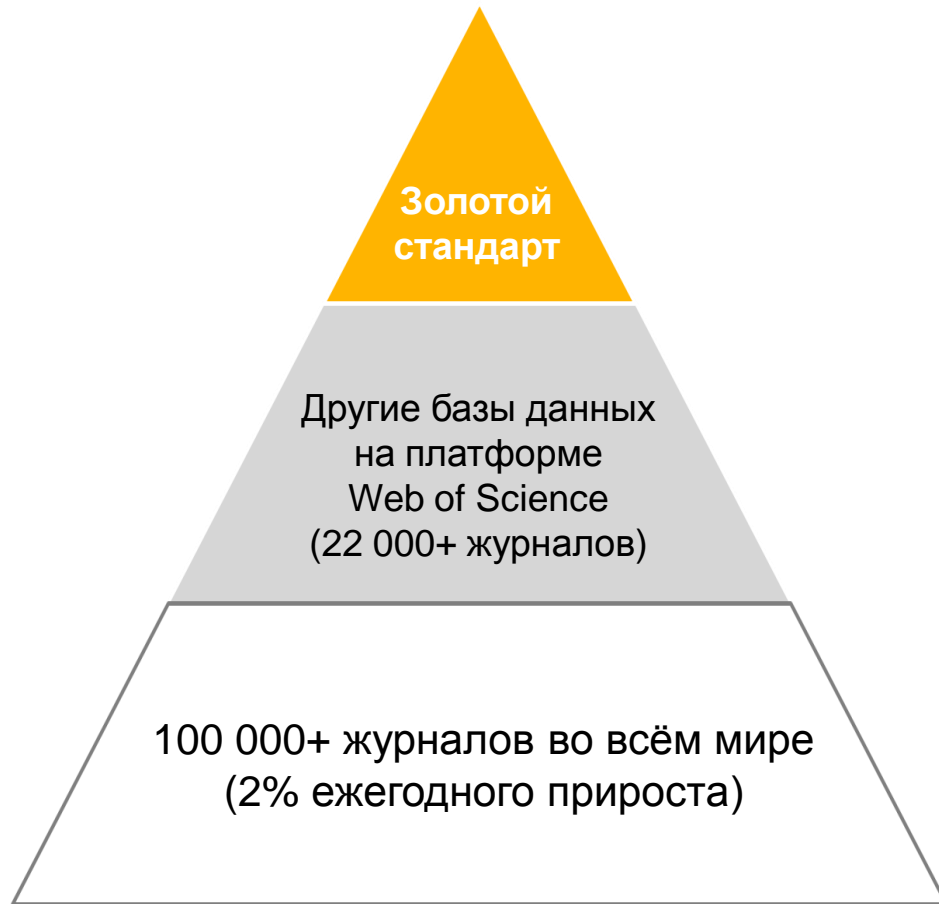 Золотой
стандарт
Другие базы данных
на платформе
Web of Science
(22 000+ журналов)
100 000+ журналов во всём мире
(2% ежегодного прироста)